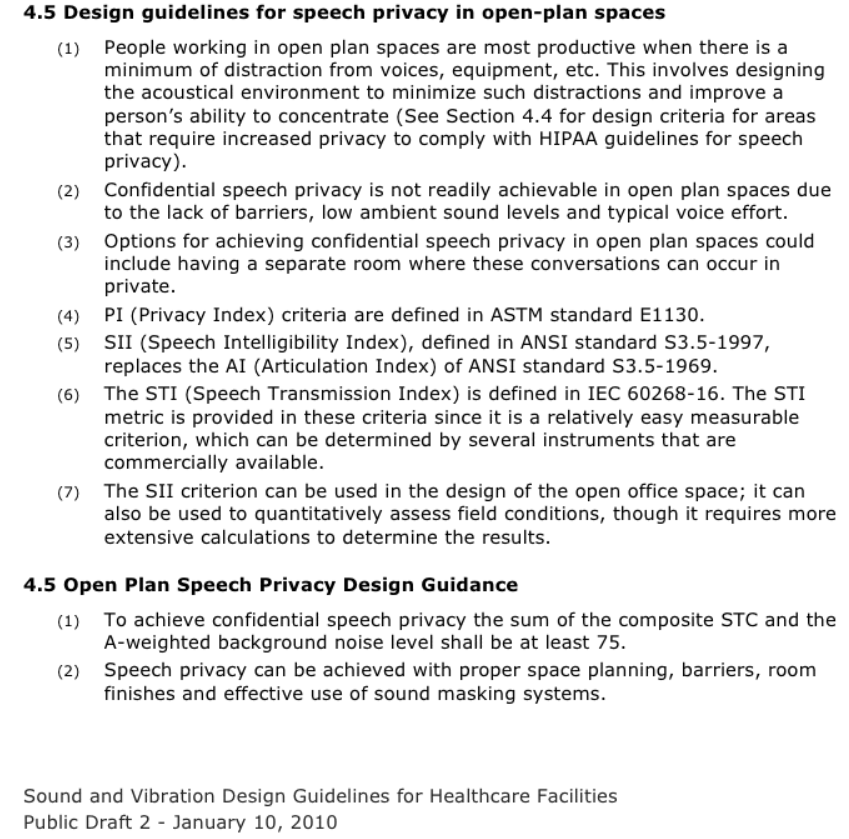 4.5 Design guidelines for speech privacy in open-plan spaces
(1) People working in open plan spaces are most productive when there is a
minimum of distraction from voices, equipment, etc. This involves designing
the acoustical environment to minimize such distractions and improve a
person's ability to concentrate (See Section 4.4 for design criteria for areas
that require increased privacy to comply with HIPAA guidelines for speech
privacy).
(2) Confidential speech privacy is not readily achievable in open plan spaces due
to the lack of barriers, low ambient sound levels and typical voice effort.
(3) Options for achieving confidential speech privacy in open plan spaces could
include having a separate room where these conversations can occur in
private.
(4) PI (Privacy Index) criteria are defined in ASTM standard E1130.
(5) SII (Speech Intelligibility Index), defined in ANSI standard S3.5-1997,
replaces the AI (Articulation Index) of ANSI standard S3.5-1969.
(6) The STI (Speech Transmission Index) is defined in IEC 60268-16. The STI
metric is provided in these criteria since it is a relatively easy measurable
criterion, which can be determined by several instruments that are
commercially available.
(7) The SII criterion can be used in the design of the open office space; it can
also be used to quantitatively assess field conditions, though it requires more
extensive calculations to determine the results.
4.5 Open Plan Speech Privacy Design Guidance
(1) To achieve confidential speech privacy the sum of the composite STC and the
A-weighted background noise level shall be at least 75.
(2) Speech privacy can be achieved with proper space planning, barriers, room
finishes and effective use of sound masking systems.
Sound and Vibration Design Guidelines for Healthcare Facilities
Public Draft 2 - January 10, 2010